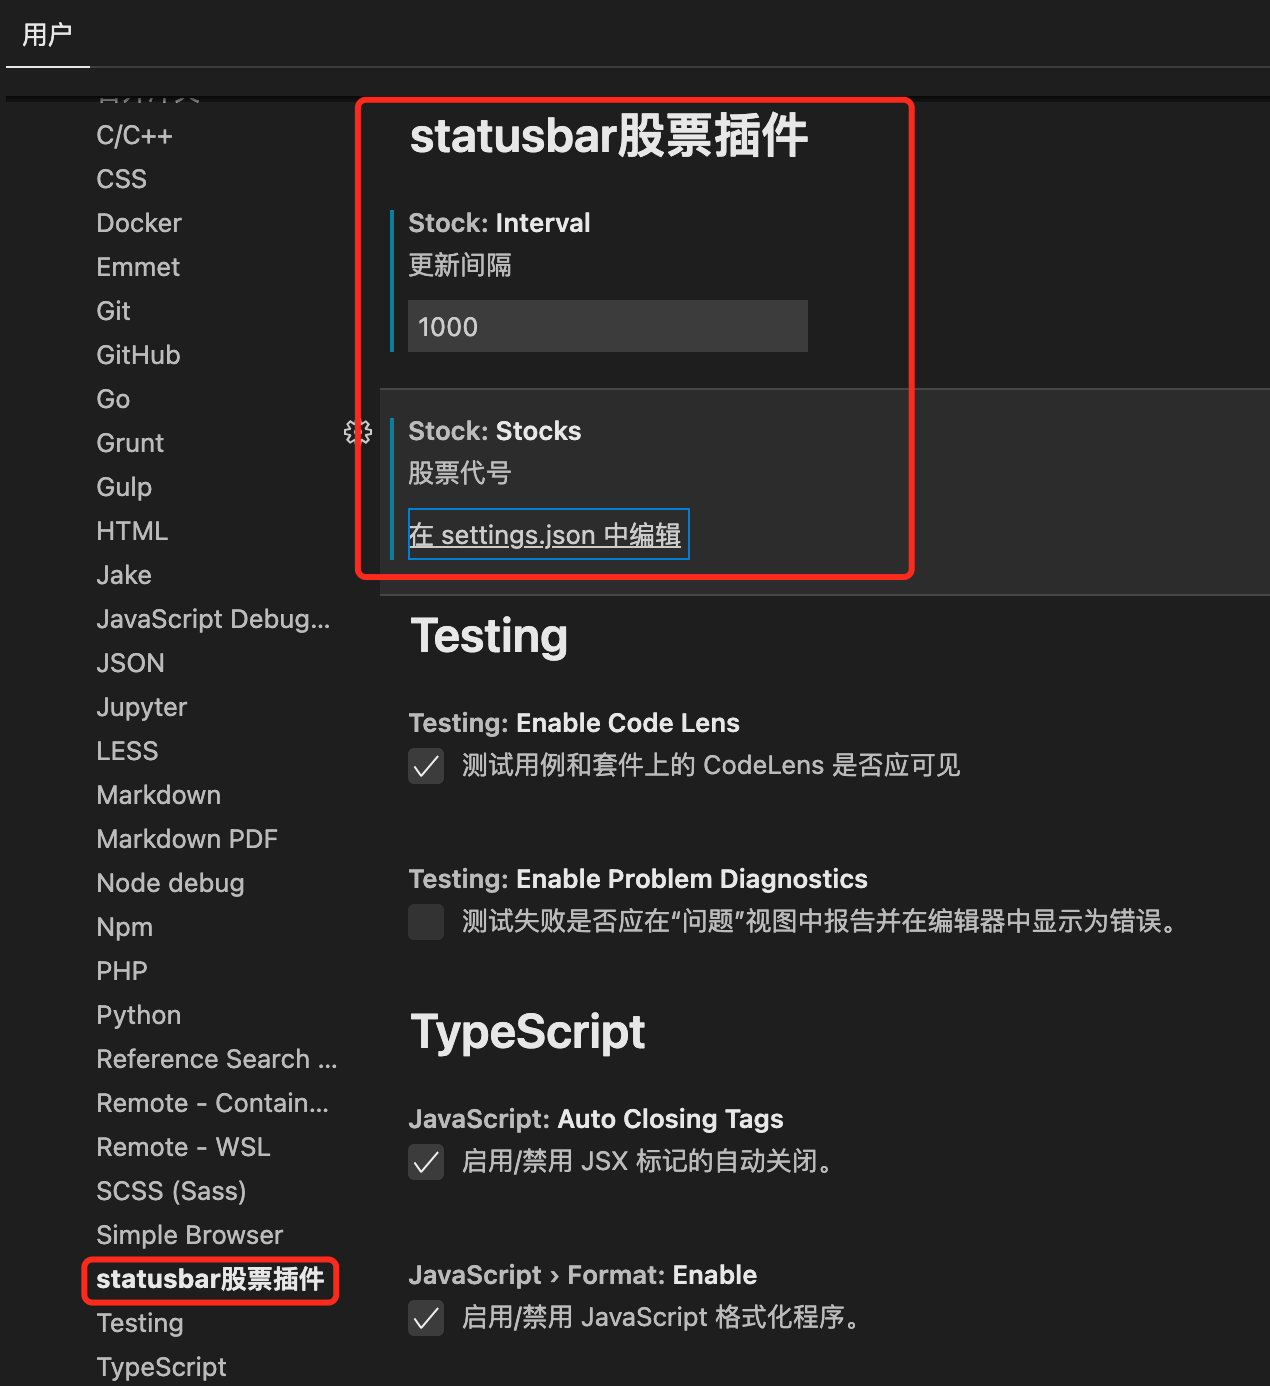 用户
C/C++
CSS
Docker
Emmet
Git
GitHub
Go
Grunt
Gulp
HTML
Jake
JavaScript Debug...
JSON
Jupyter
LESS
Markdown
Markdown PDF
Node debug
Npm
PHP
Python
Reference Search ...
Remote - Contain...
Remote - WSL
SCSS (Sass)
Simple Browser
statusbar股票插件
Testing
TypeScript
statusbar股票插件
Stock: Interval
更新间隔
1000
Stock: Stocks
股票代号
在 settings.json 中编辑
Testing
Testing: Enable Code Lens
测试用例和套件上的 CodeLens 是否应可见
Testing: Enable Problem Diagnostics
测试失败是否应在“问题”视图中报告并在编辑器中显示为错误。
TypeScript
JavaScript: Auto Closing Tags
启用/禁用 JSX 标记的自动关闭。
JavaScript › Format: Enable
启用/禁用 JavaScript 格式化程序。